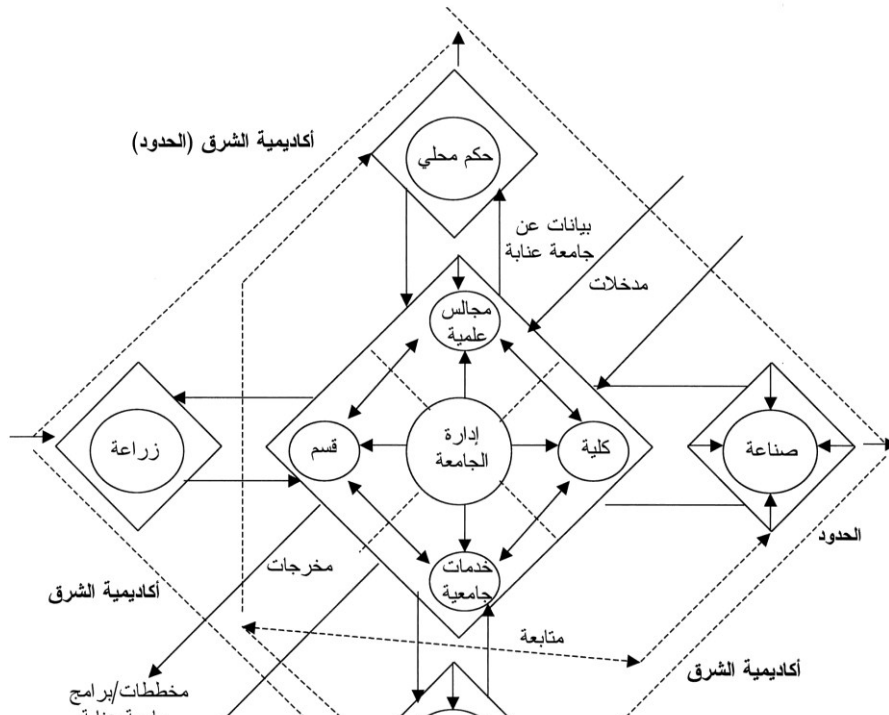 أكاديمية الشرق (الحدود)
حكم محلي
بيانات عن
جامعة عنابة
مدخلات
مجالس
علمية
زراعة
قسم
إدارة
الجامعة
كلية
صناعة
الحدود
مخرجات
خدمات
جامعية
أكاديمية الشرق
متابعة
أكاديمية الشرق
مخططات/برامج